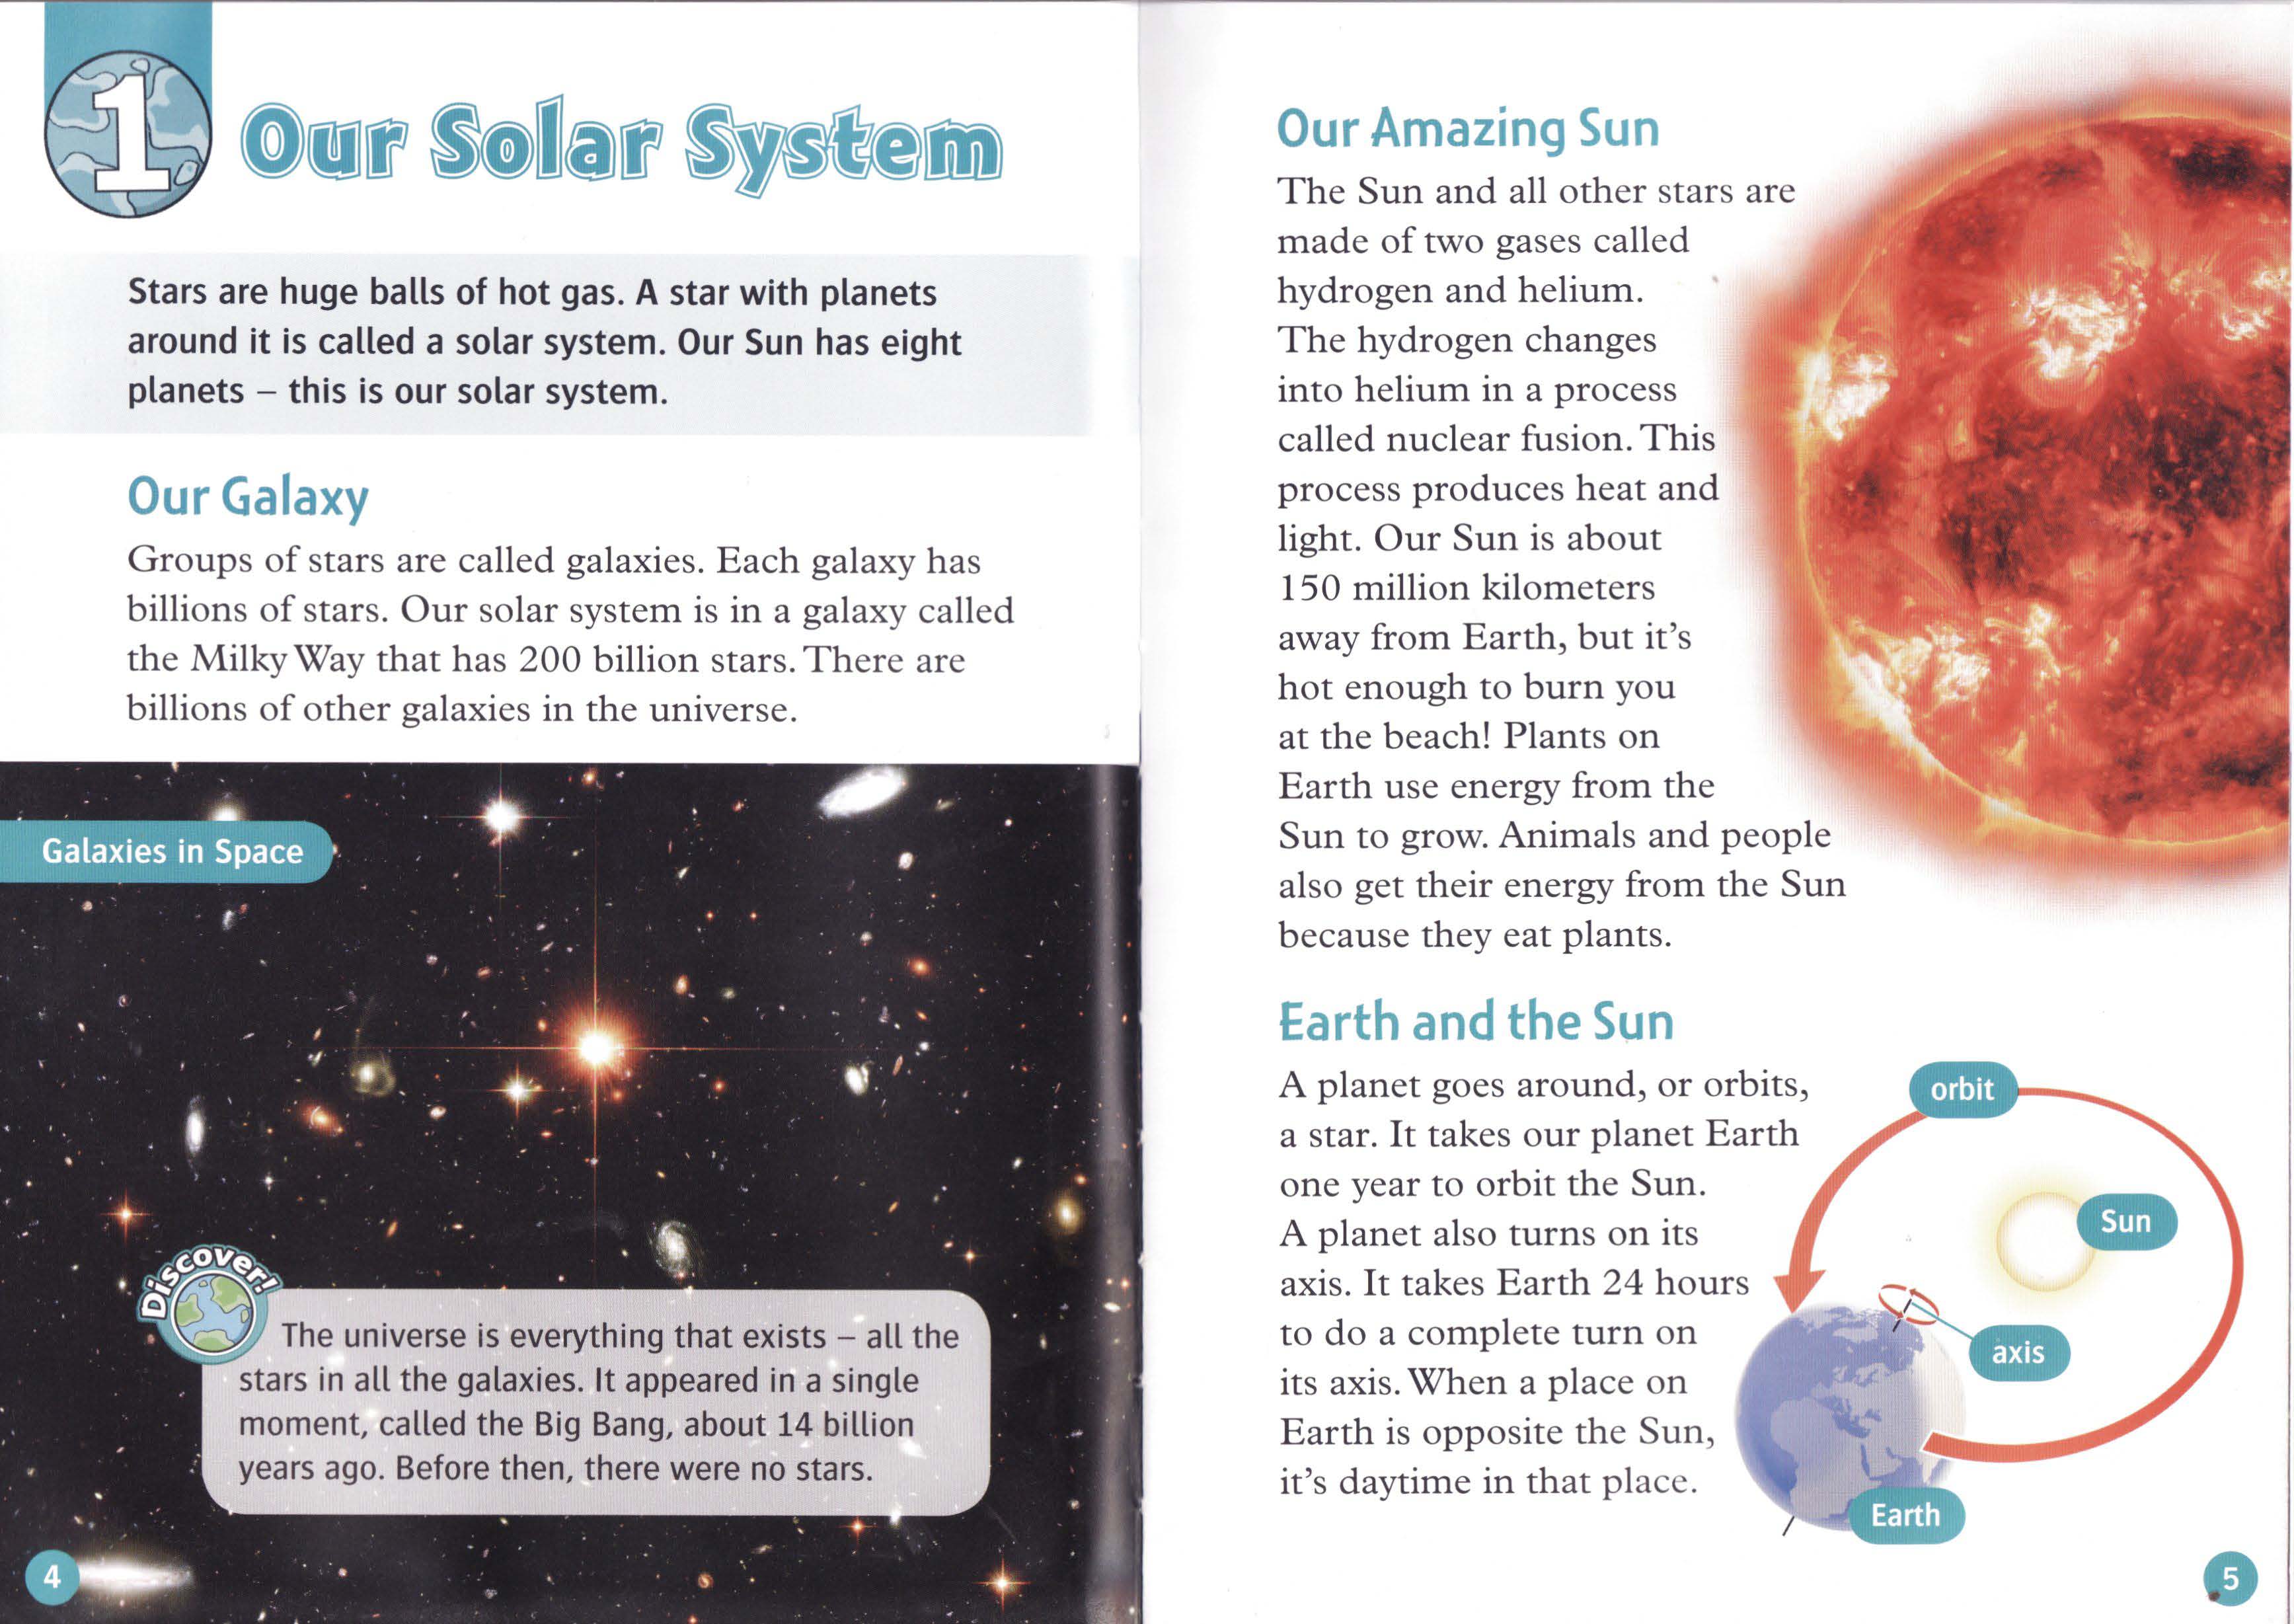 1
Our Solar System
Stars are huge balls of hot gas. A star with planets
around it is called a solar system. Our Sun has eight
planets – this is our solar system.
Our Galaxy
Groups of stars are called galaxies. Each galaxy has
billions of stars. Our solar system is in a galaxy called
the Milky Way that has 200 billion stars. There are
billions of other galaxies in the universe.
Galaxies in Space
Discover!
The universe is everything that exists – all the
stars in all the galaxies. It appeared in a single
moment, called the Big Bang, about 14 billion
years ago. Before then, there were no stars.
4
Our Amazing Sun
The Sun and all other stars are
made of two gases called
hydrogen and helium.
The hydrogen changes
into helium in a process
called nuclear fusion. This
process produces heat and
light. Our Sun is about
150 million kilometers
away from Earth, but it's
hot enough to burn you
at the beach! Plants on
Earth use energy from the
Sun to grow. Animals and people
also get their energy from the Sun
because they eat plants.
Earth and the Sun
A planet goes around, or orbits,
a star. It takes our planet Earth
one year to orbit the Sun.
A planet also turns on its
axis. It takes Earth 24 hours
to do a complete turn on
its axis. When a place on
Earth is opposite the Sun,
it's daytime in that place.
orbit
Sun
axis
Earth
5